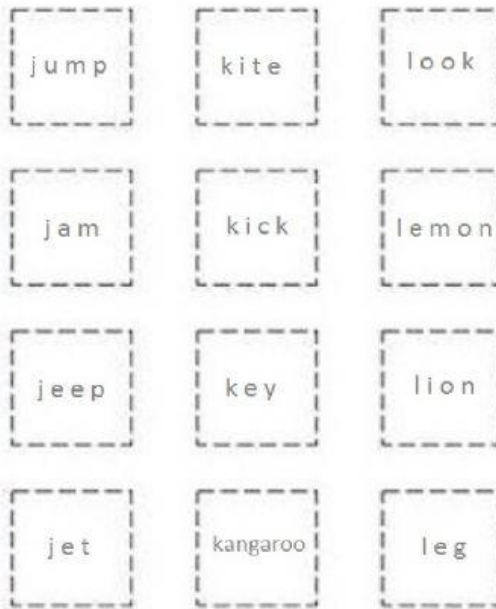 jump kite look
jam kick lemon
jeep key lion
jet kangaroo leg